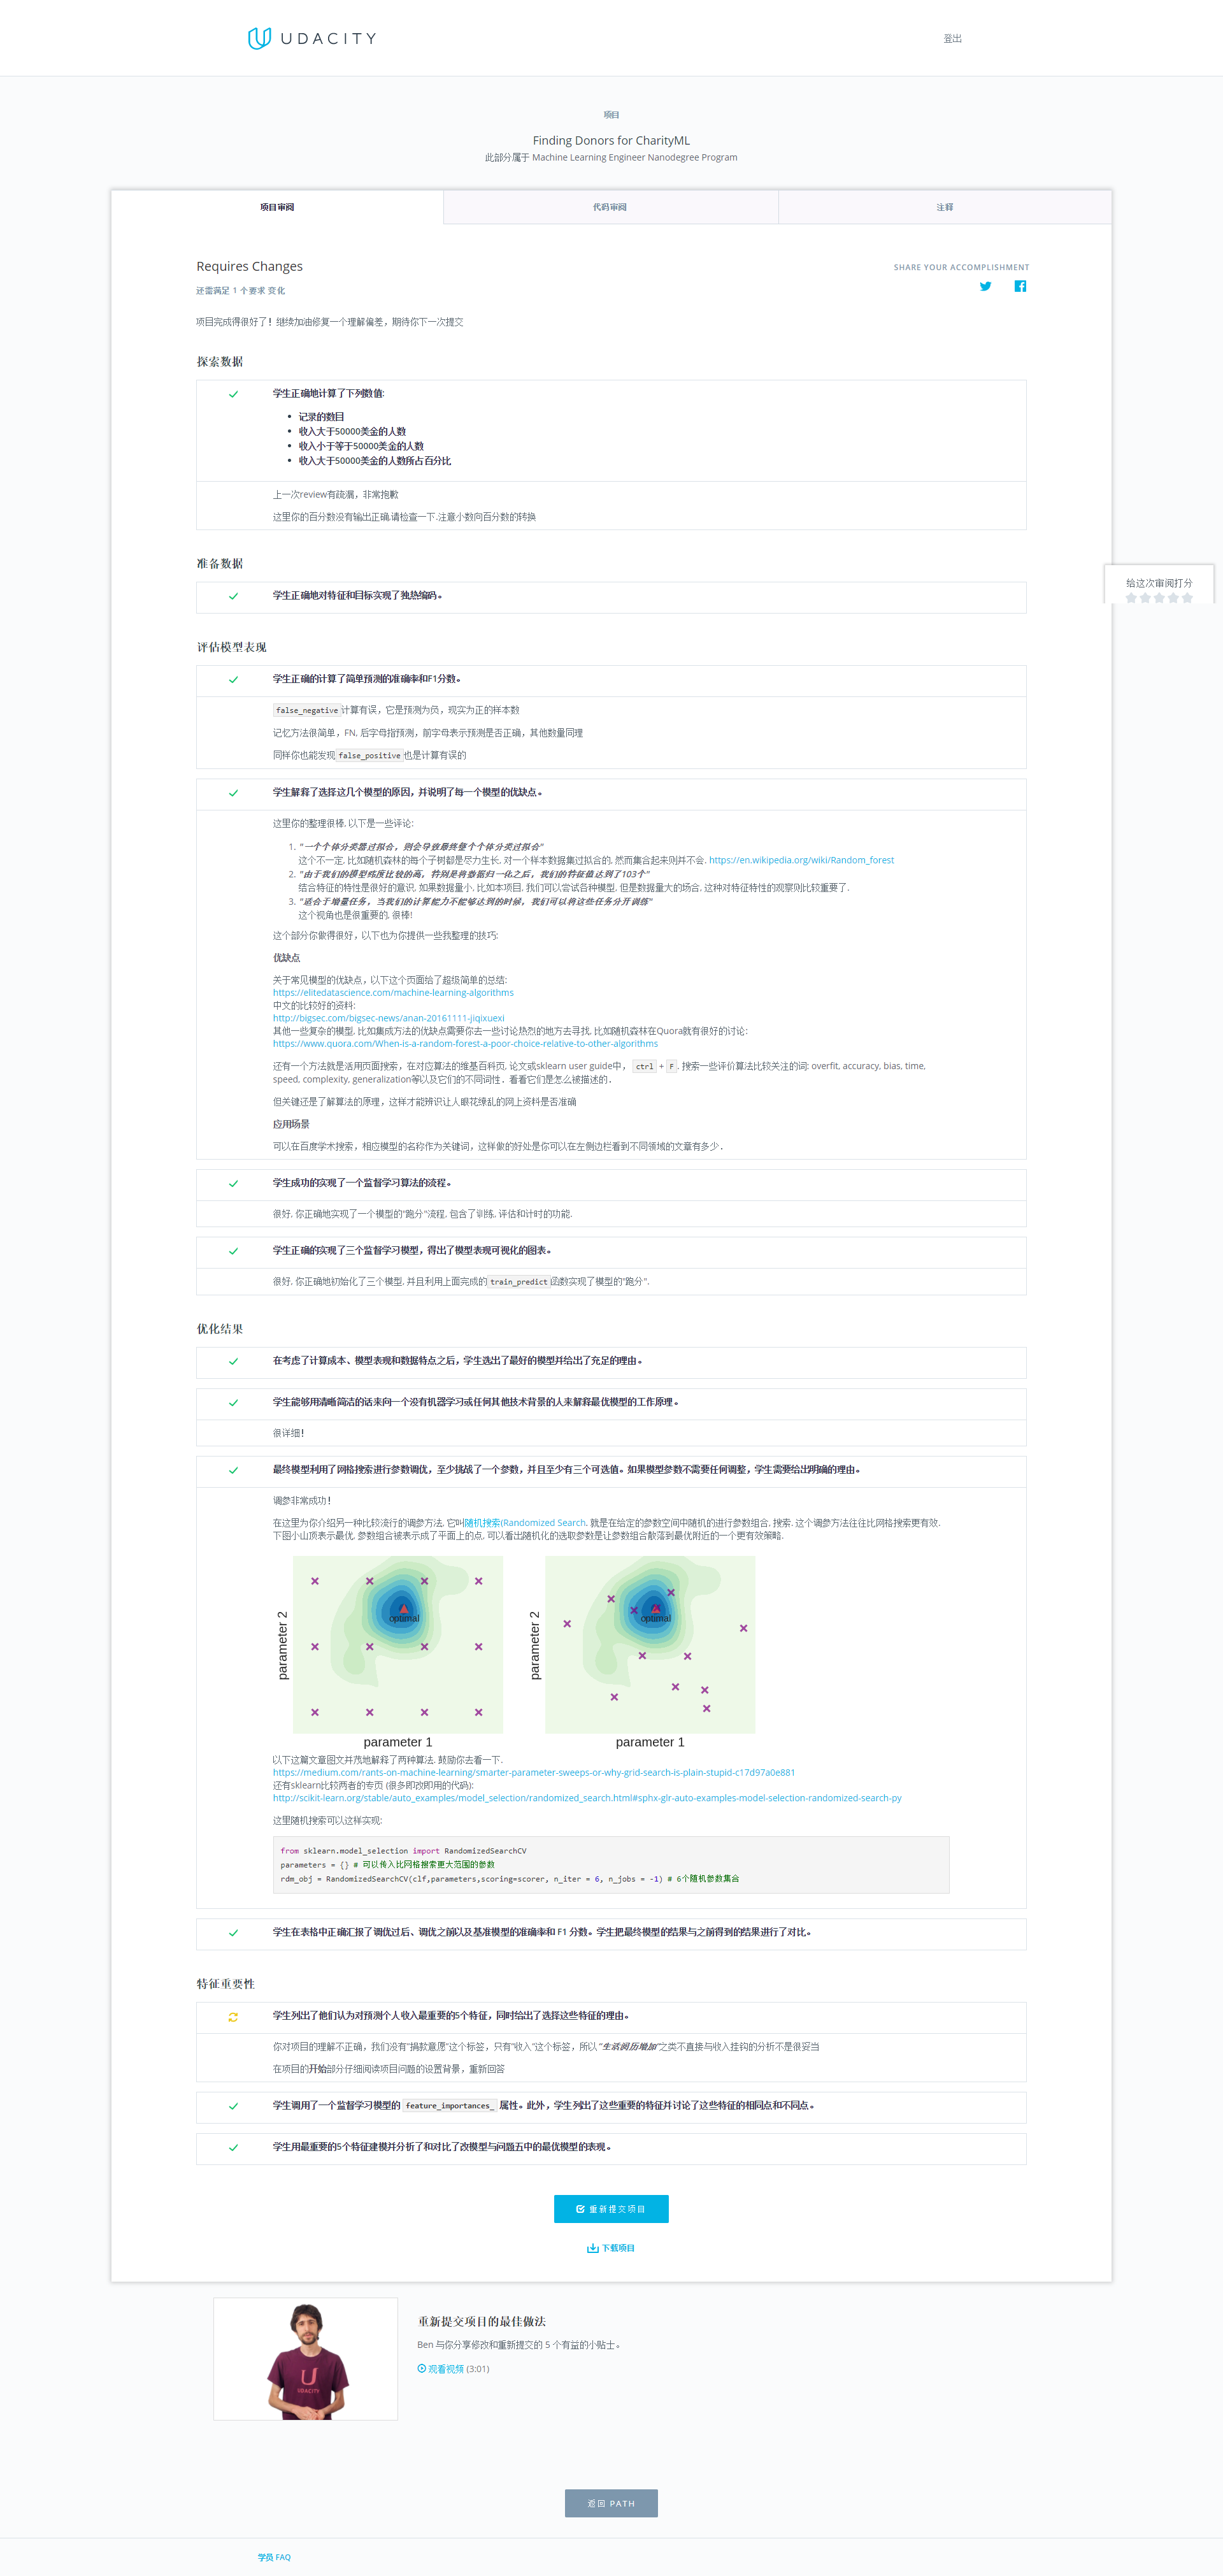 UDACITY
登出
项目
Finding Donors for CharityML
此部分属于 Machine Learning Engineer Nanodegree Program
项目审阅
代码审阅
注释
Requires Changes
SHARE YOUR ACCOMPLISHMENT
还需满足 1 个要求 变化
项目完成得很好了！继续加油修复一个理解偏差，期待你下一次提交
探索数据
学生正确地计算了下列数值:
记录的数目
收入大于50000美金的人数
收入小于等于50000美金的人数
收入大于50000美金的人数所占百分比
上一次review有疏漏，非常抱歉
这里你的百分数没有输出正确,请检查一下.注意小数向百分数的转换
准备数据
学生正确地对特征和目标实现了独热编码。
给这次审阅打分
评估模型表现
学生正确的计算了简单预测的准确率和F1分数。
false_negative计算有误，它是预测为负，现实为正的样本数
记忆方法很简单，FN, 后字母指预测，前字母表示预测是否正确，其他数量同理
同样你也能发现false_positive也是计算有误的
学生解释了选择这几个模型的原因，并说明了每一个模型的优缺点。
这里你的整理很棒, 以下是一些评论:
1. "一个个体分类器过拟合，则会导致最终整个个体分类过拟合"
这个不一定, 比如随机森林的每个子树都是尽力生长, 对一个样本数据集过拟合的, 然而集合起来则并不会. https://en.wikipedia.org/wiki/Random_forest
2. "由于我们的模型纬度比较的高，特别是将数据归一化之后，我们的特征值达到了103个"
结合特征的特性是很好的意识, 如果数据量小, 比如本项目, 我们可以尝试各种模型, 但是数据量大的场合, 这种对特征特性的观察则比较重要了.
3. "适合于增量任务，当我们的计算能力不能够达到的时候，我们可以将这些任务分开训练"
这个视角也是很重要的, 很棒!
这个部分你做得很好，以下也为你提供一些我整理的技巧:
优缺点
关于常见模型的优缺点，以下这个页面给了超级简单的总结:
https://elitedatascience.com/machine-learning-algorithms
中文的比较好的资料:
http://bigsec.com/bigsec-news/anan-20161111-jiqixuexi
其他一些复杂的模型, 比如集成方法的优缺点需要你去一些讨论热烈的地方去寻找, 比如随机森林在Quora就有很好的讨论:
https://www.quora.com/When-is-a-random-forest-a-poor-choice-relative-to-other-algorithms
还有一个方法就是活用页面搜索，在对应算法的维基百科页, 论文或sklearn user guide中， ctrl + F, 搜索一些评价算法比较关注的词: overfit, accuracy, bias, time,
speed, complexity, generalization等以及它们的不同词性．看看它们是怎么被描述的．
但关键还是了解算法的原理，这样才能辨识让人眼花缭乱的网上资料是否准确
应用场景
可以在百度学术搜索，相应模型的名称作为关键词，这样做的好处是你可以在左侧边栏看到不同领域的文章有多少．
学生成功的实现了一个监督学习算法的流程。
很好, 你正确地实现了一个模型的"跑分"流程, 包含了训练, 评估和计时的功能.
学生正确的实现了三个监督学习模型，得出了模型表现可视化的图表。
很好, 你正确地初始化了三个模型, 并且利用上面完成的train_predict函数实现了模型的"跑分".
优化结果
在考虑了计算成本、模型表现和数据特点之后，学生选出了最好的模型并给出了充足的理由。
学生能够用清晰简洁的话来向一个没有机器学习或任何其他技术背景的人来解释最优模型的工作原理。
很详细！
最终模型利用了网格搜索进行参数调优，至少挑战了一个参数，并且至少有三个可选值。如果模型参数不需要任何调整，学生需要给出明确的理由。
调参非常成功！
在这里为你介绍另一种比较流行的调参方法, 它叫随机搜索(Randomized Search, 就是在给定的参数空间中随机的进行参数组合, 搜索. 这个调参方法往往比网格搜索更有效.
下图小山顶表示最优, 参数组合被表示成了平面上的点, 可以看出随机化的选取参数是让参数组合散落到最优附近的一个更有效策略.
optimal
parameter 2
parameter 1
optimal
parameter 2
parameter 1
以下这篇文章图文并茂地解释了两种算法. 鼓励你去看一下.
https://medium.com/rants-on-machine-learning/smarter-parameter-sweeps-or-why-grid-search-is-plain-stupid-c17d97a0e881
还有sklearn比较两者的专页 (很多即改即用的代码):
http://scikit-learn.org/stable/auto_examples/model_selection/randomized_search.html#sphx-glr-auto-examples-model-selection-randomized-search-py
这里随机搜索可以这样实现:
from sklearn.model_selection import RandomizedSearchCV
parameters = {} # 可以传入比网格搜索更大范围的参数
rdm_obj = RandomizedSearchCV(clf,parameters,scoring=scorer, n_iter = 6, n_jobs = -1) # 6个随机参数集合
学生在表格中正确汇报了调优过后、调优之前以及基准模型的准确率和 F1 分数。学生把最终模型的结果与之前得到的结果进行了对比。
特征重要性
学生列出了他们认为对预测个人收入最重要的5个特征，同时给出了选择这些特征的理由。
你对项目的理解不正确，我们没有"捐款意愿"这个标签，只有"收入"这个标签，所以 "生活阅历增加"之类不直接与收入挂钩的分析不是很妥当
在项目的开始部分仔细阅读项目问题的设置背景，重新回答
学生调用了一个监督学习模型的 feature_importances_ 属性。此外，学生列出了这些重要的特征并讨论了这些特征的相同点和不同点。
学生用最重要的5个特征建模并分析了和对比了改模型与问题五中的最优模型的表现。
重新提交项目
下载项目
UDACITY
重新提交项目的最佳做法
Ben 与你分享修改和重新提交的 5 个有益的小贴士。
观看视频 (3:01)
返回 PATH
学员 FAQ